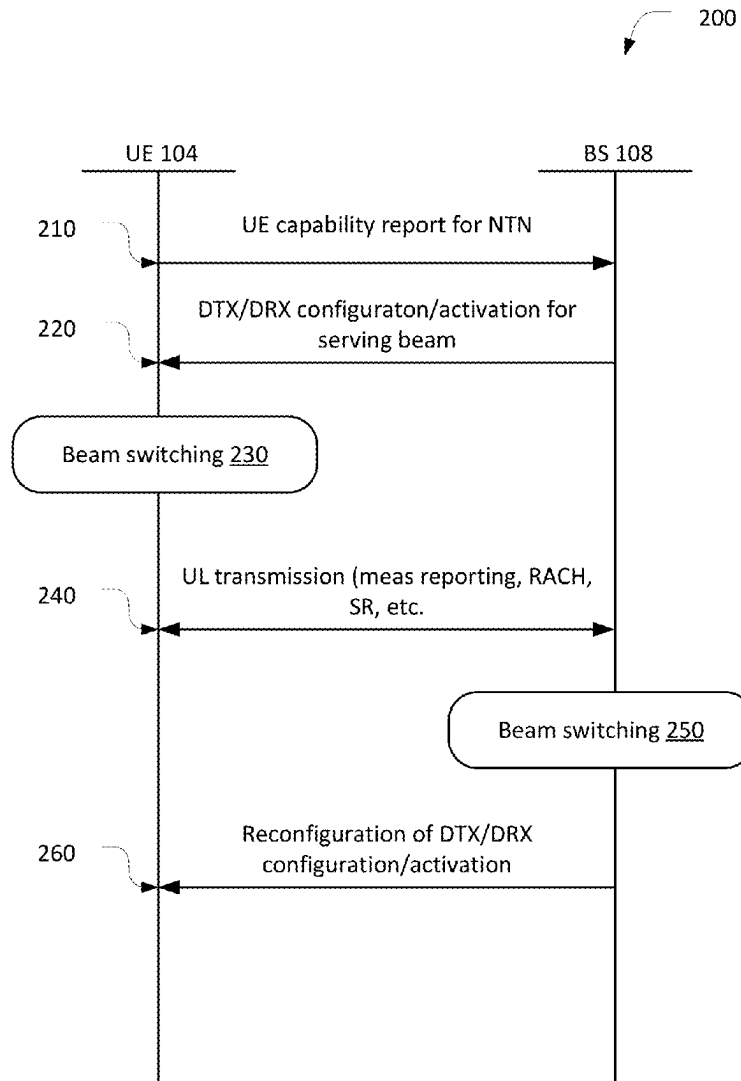 200
UE 104
BS 108
210
UE capability report for NTN
220
DTX/DRX configuraton/activation for
serving beam
Beam switching 230
240
UL transmission (meas reporting, RACH,
SR, etc.
Beam switching 250
260
Reconfiguration of DTX/DRX
configuration/activation